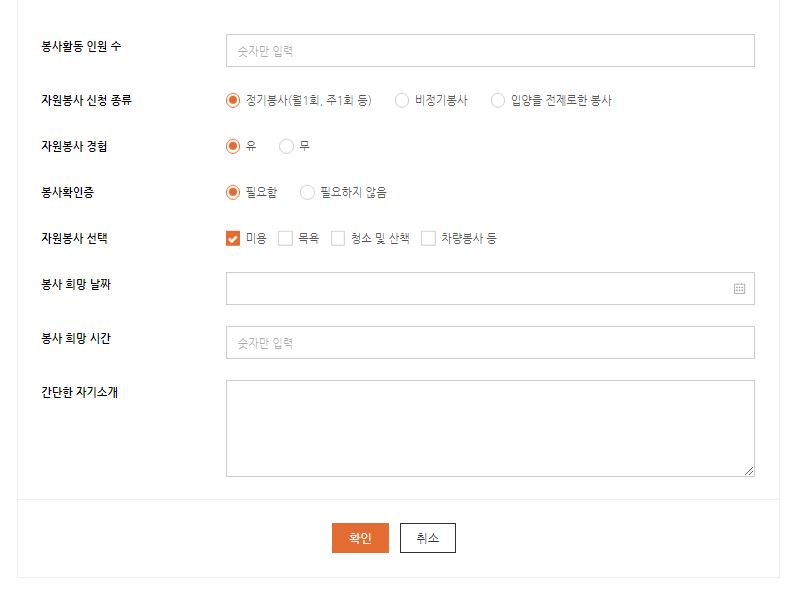 봉사활동 인원 수
숫자만 입력
자원봉사 신청 종류
정기봉사(월1회, 주1회 등) 비정기봉사 입양을 전제로한 봉사
자원봉사 경험
유 무
봉사확인증
필요함 필요하지 않음
자원봉사 선택
미용 목욕 청소 및 산책 차량봉사 등
봉사 희망 날짜
봉사 희망 시간
숫자만 입력
간단한 자기소개
확인 취소